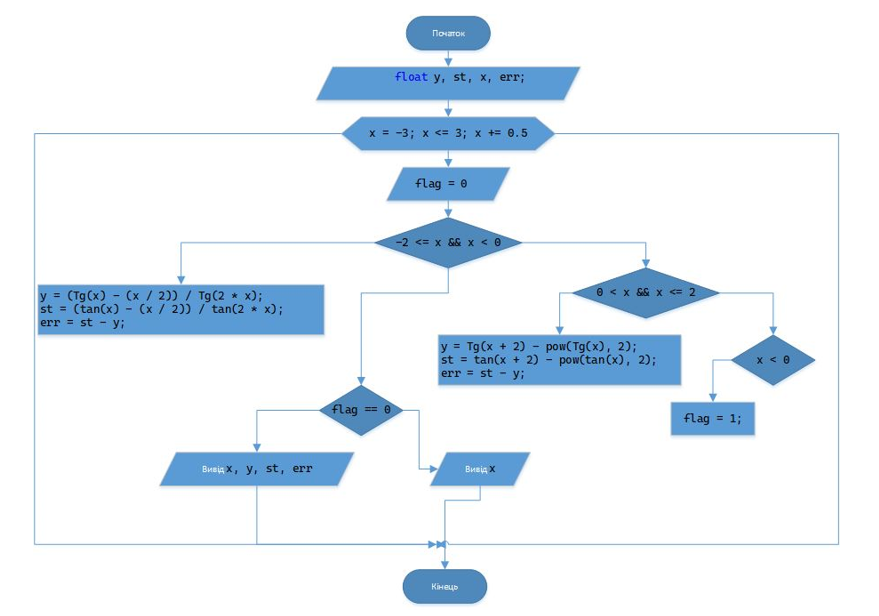 Початок
float y, st, x, err;
x = -3; x <= 3; x += 0.5
flag = 0
-2 <= x && x < 0
0 < x && x <= 2
y = (Tg(x) - (x / 2)) / Tg(2 * x);
st = (tan(x) - (x / 2)) / tan(2 * x);
err = st - y;
y = Tg(x + 2) - pow(Tg(x), 2);
st = tan(x + 2) - pow(tan(x), 2);
err = st - y;
x < 0
flag = 1;
flag == 0
Вивід x, y, st, err
Вивід x
Кінець